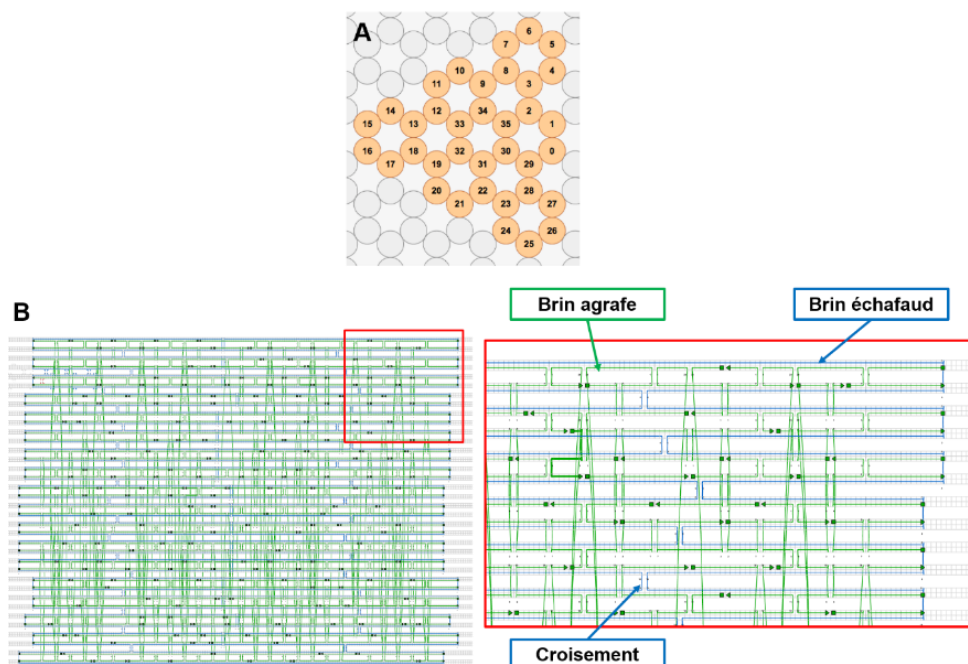 A
6
7 5
10 8 4
11 9 3
14 12 34 2
15 13 33 35 1
16 18 32 30 0
17 19 31 29
20 22 28
21 23 27
24 26
25
B
Brin agrafe
Brin échafaud
Croisement